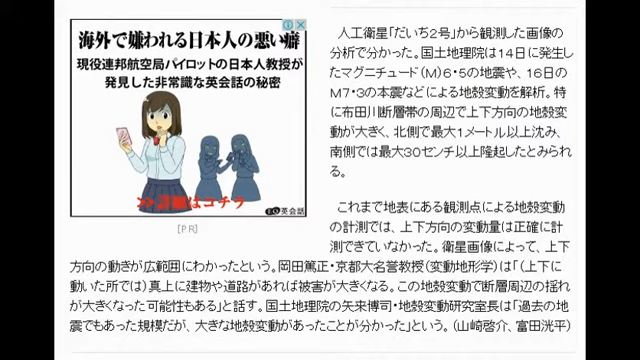 海外で嫌われる日本人の悪い癖
現役連邦航空局パイロットの日本人教授が
発見した非常識な英会話の秘密
>>詳細はコチラ
英会話
[PR]
人工衛星「だいち2号」から観測した画像の
分析で分かった。国土地理院は14日に発生し
たマグニチュード(M)6・5の地震や、16日の
M7・3の本震などによる地殻変動を解析。特
に布田川断層帯の周辺で上下方向の地殻変
動が大きく、北側で最大1メートル以上沈み、
南側では最大30センチ以上隆起したとみられ
る。
これまで地表にある観測点による地殻変動
の計測では、上下方向の変動量は正確に計
測できていなかった。衛星画像によって、上下
方向の動きが広範囲にわかったという。岡田篤正・京都大名誉教授(変動地形学)は「(上下に
動いた所では)真上に建物や道路があれば被害が大きくなる。この地殻変動で断層周辺の揺れ
が大きくなった可能性もある」と話す。国土地理院の矢来博司・地殻変動研究室長は「過去の地
震でもあった規模だが、大きな地殻変動があったことが分かった」という。(山崎啓介、富田洸平)